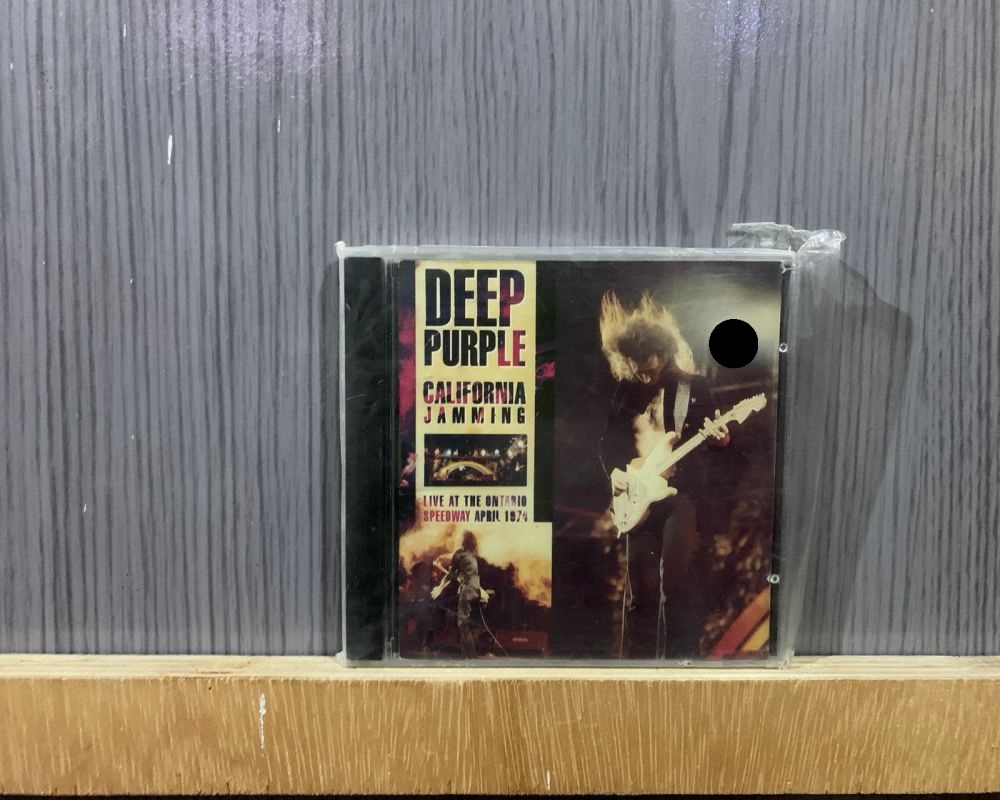 DEEP
PURPLE
CALIFORNIA
JAMMING
LIVE AT THE ONTARIO
SPEEDWAY APRIL 1974